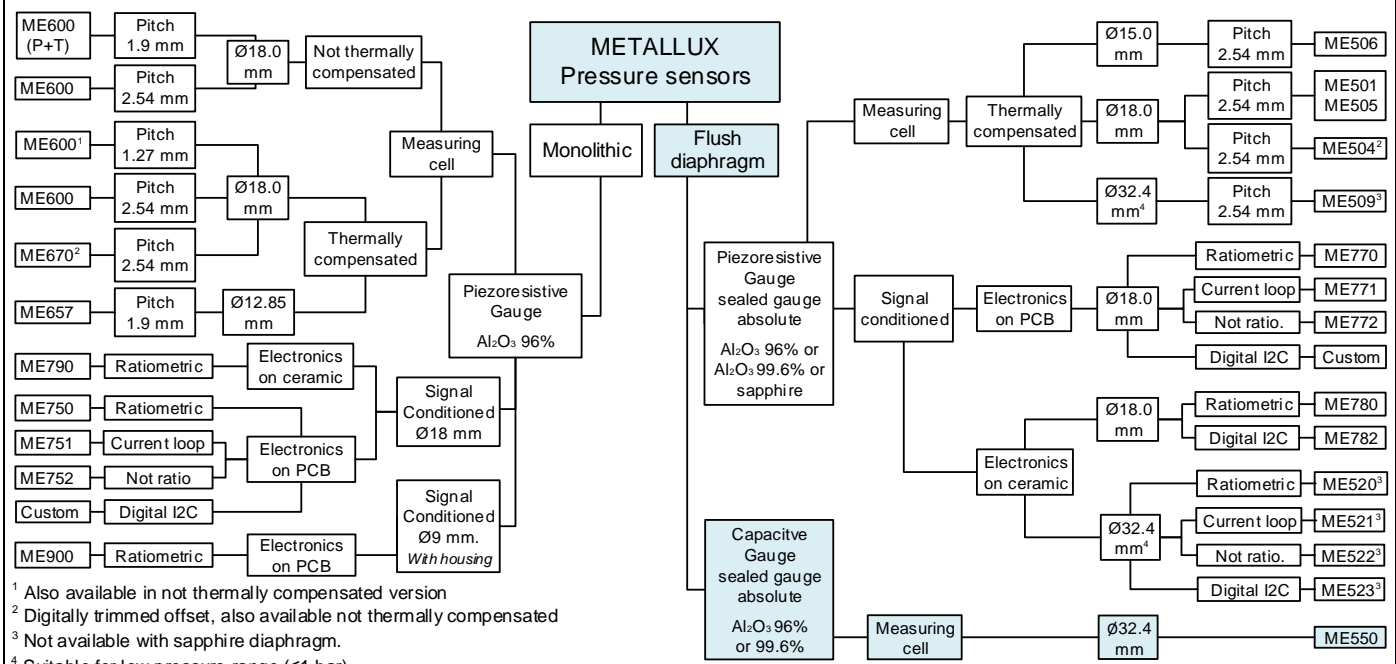 METALLUX
Pressure sensors
Monolithic
Flush
diaphragm
ME600
(P+T)
Pitch
1.9 mm
Ø18.0
mm
Not thermally
compensated
ME600
Pitch
2.54 mm
ME600¹
Pitch
1.27 mm
Measuring
cell
ME600
Pitch
2.54 mm
Ø18.0
mm
ME670²
Pitch
2.54 mm
Thermally
compensated
ME657
Pitch
1.9 mm
Ø12.85
mm
Piezoresistive
Gauge
Al₂O₃ 96%
ME790
Ratiometric
Electronics
on ceramic
ME750
Ratiometric
Signal
Conditioned
Ø18 mm
ME751
Current loop
Electronics
on PCB
ME752
Not ratio
Custom
Digital I2C
Signal
Conditioned
Ø9 mm.
With housing
ME900
Ratiometric
Electronics
on PCB
Ø15.0
mm
Pitch
2.54 mm
ME506
Measuring
cell
Thermally
compensated
Ø18.0
mm
Pitch
2.54 mm
ME501
ME505
Pitch
2.54 mm
ME504²
Ø32.4
mm⁴
Pitch
2.54 mm
ME509³
Piezoresistive
Gauge
sealed gauge
absolute
Al₂O₃ 96% or
Al₂O₃ 99.6% or
sapphire
Signal
conditioned
Electronics
on PCB
Ø18.0
mm
Ratiometric
ME770
Current loop
ME771
Not ratio.
ME772
Digital I2C
Custom
Electronics
on ceramic
Ø18.0
mm
Ratiometric
ME780
Digital I2C
ME782
Ø32.4
mm⁴
Ratiometric
ME520³
Current loop
ME521³
Not ratio.
ME522³
Digital I2C
ME523³
Capacitve
Gauge
sealed gauge
absolute
Al₂O₃ 96%
or 99.6%
Measuring
cell
Ø32.4
mm
ME550
¹ Also available in not thermally compensated version
² Digitally trimmed offset, also available not thermally compensated
³ Not available with sapphire diaphragm.
⁴ Suitable for low pressure range (≤1 bar)